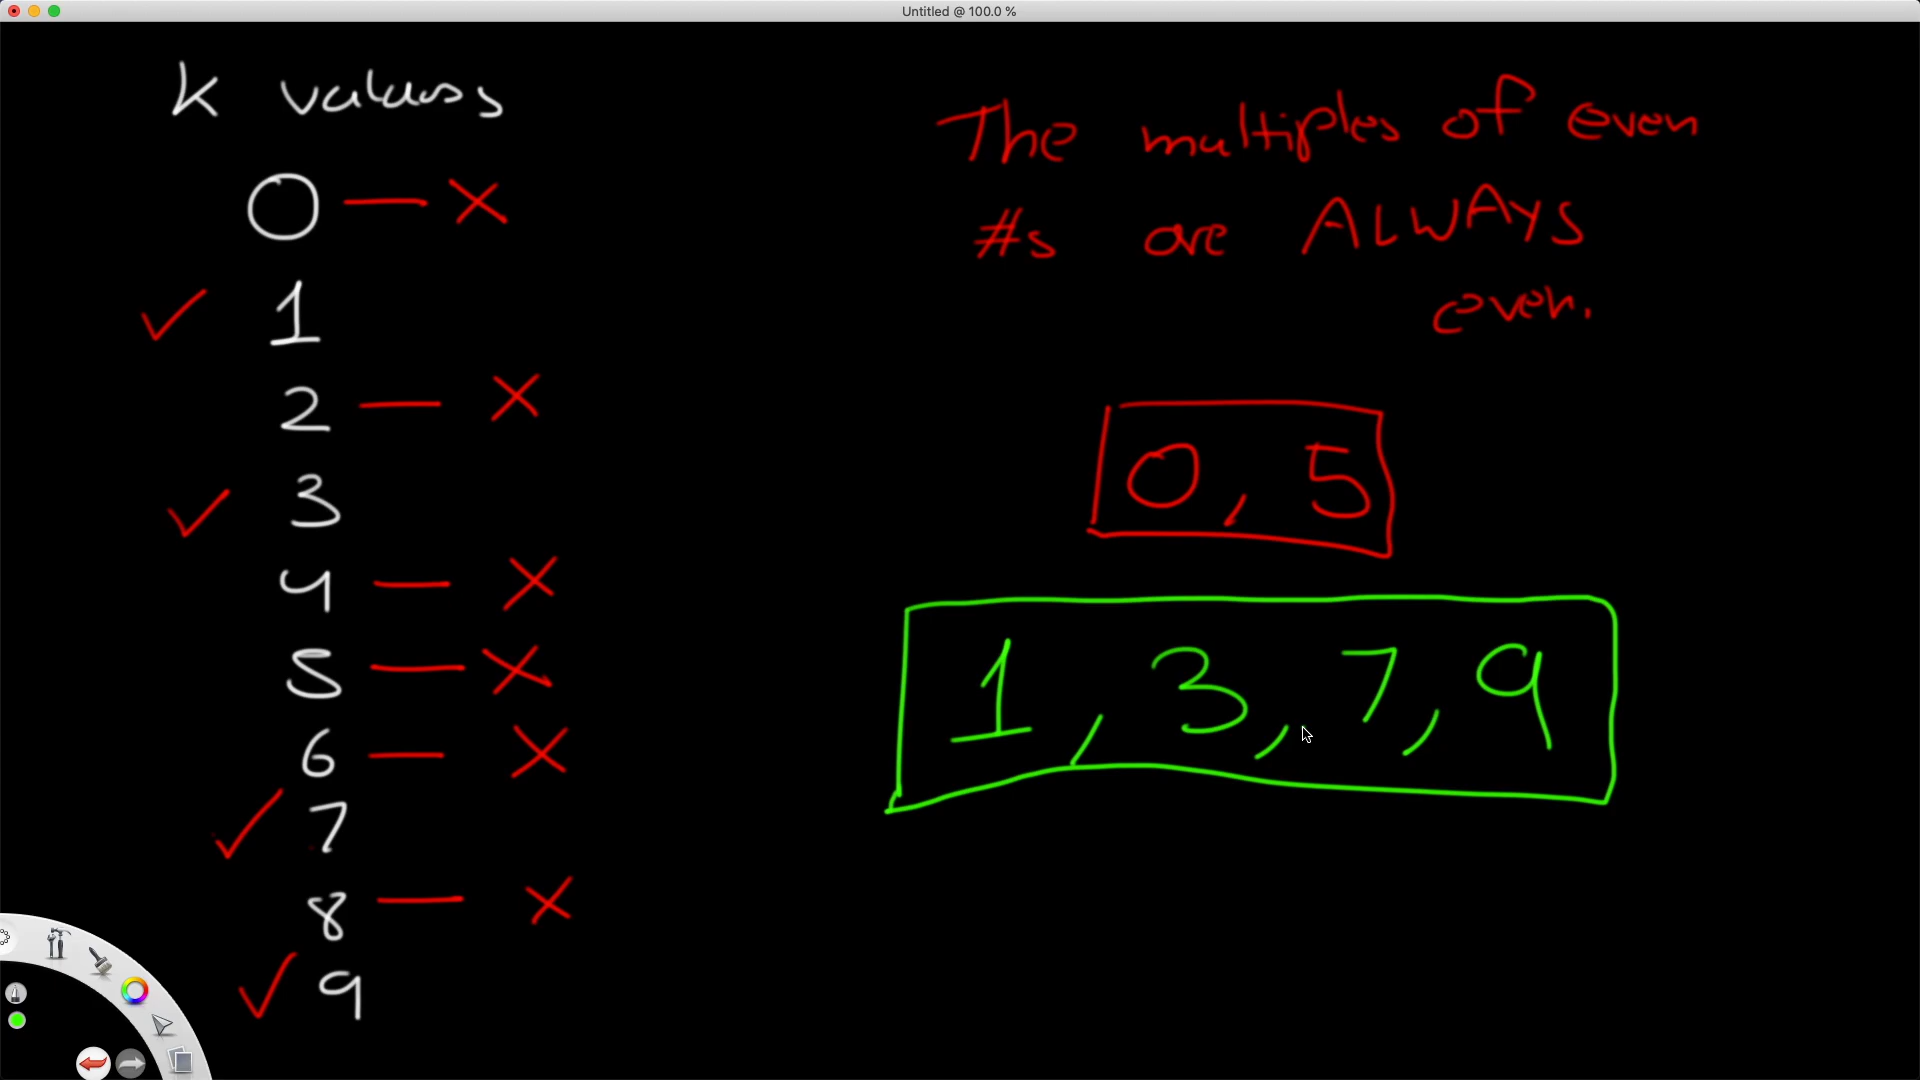 Untitled @ 100.0 %
K values
0 — ×
✓ 1
2 — ×
✓ 3
4 — ×
5 — ×
6 — ×
✓ 7
8 — ×
✓ 9
The multiples of even
#s are ALWAYS
even.
0, 5
1, 3, 7, 9